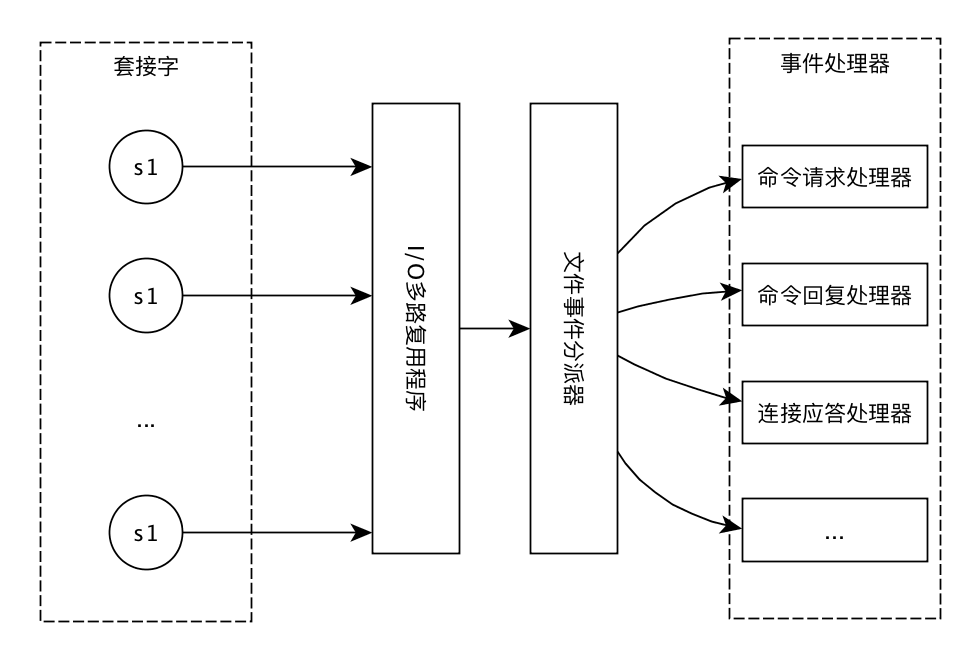 套接字
s1
s1
...
s1
I/O多路复用程序
文件事件分派器
事件处理器
命令请求处理器
命令回复处理器
连接应答处理器
...